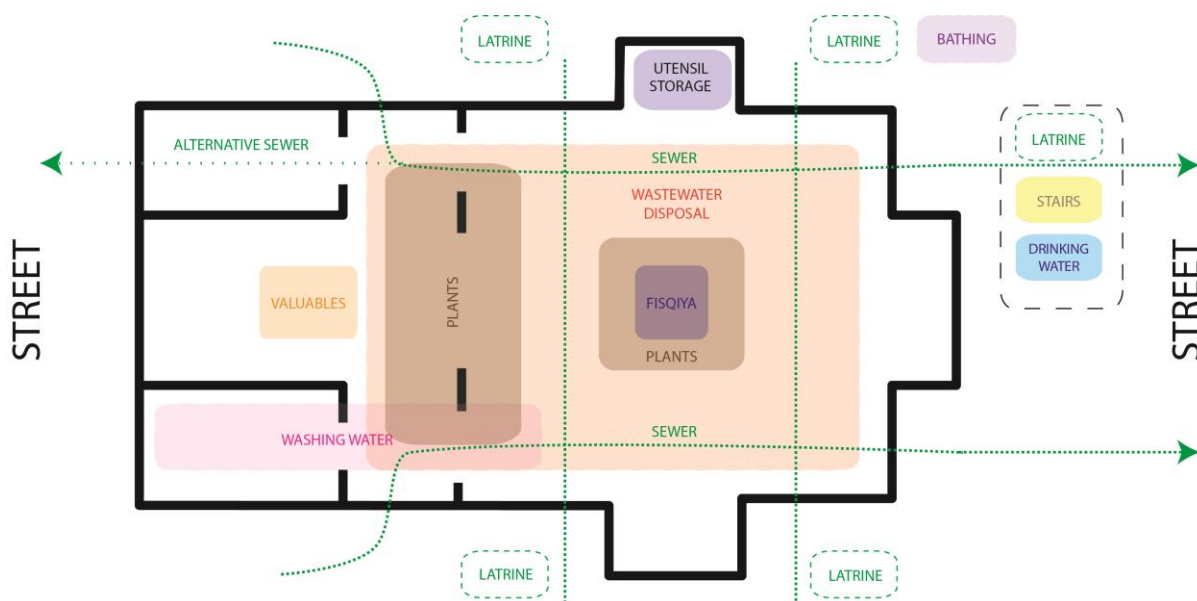 LATRINE
LATRINE
BATHING
UTENSIL
STORAGE
ALTERNATIVE SEWER
SEWER
LATRINE
WASTEWATER
DISPOSAL
STAIRS
DRINKING
WATER
STREET
VALUABLES
PLANTS
FISQIYA
PLANTS
STREET
WASHING WATER
SEWER
LATRINE
LATRINE